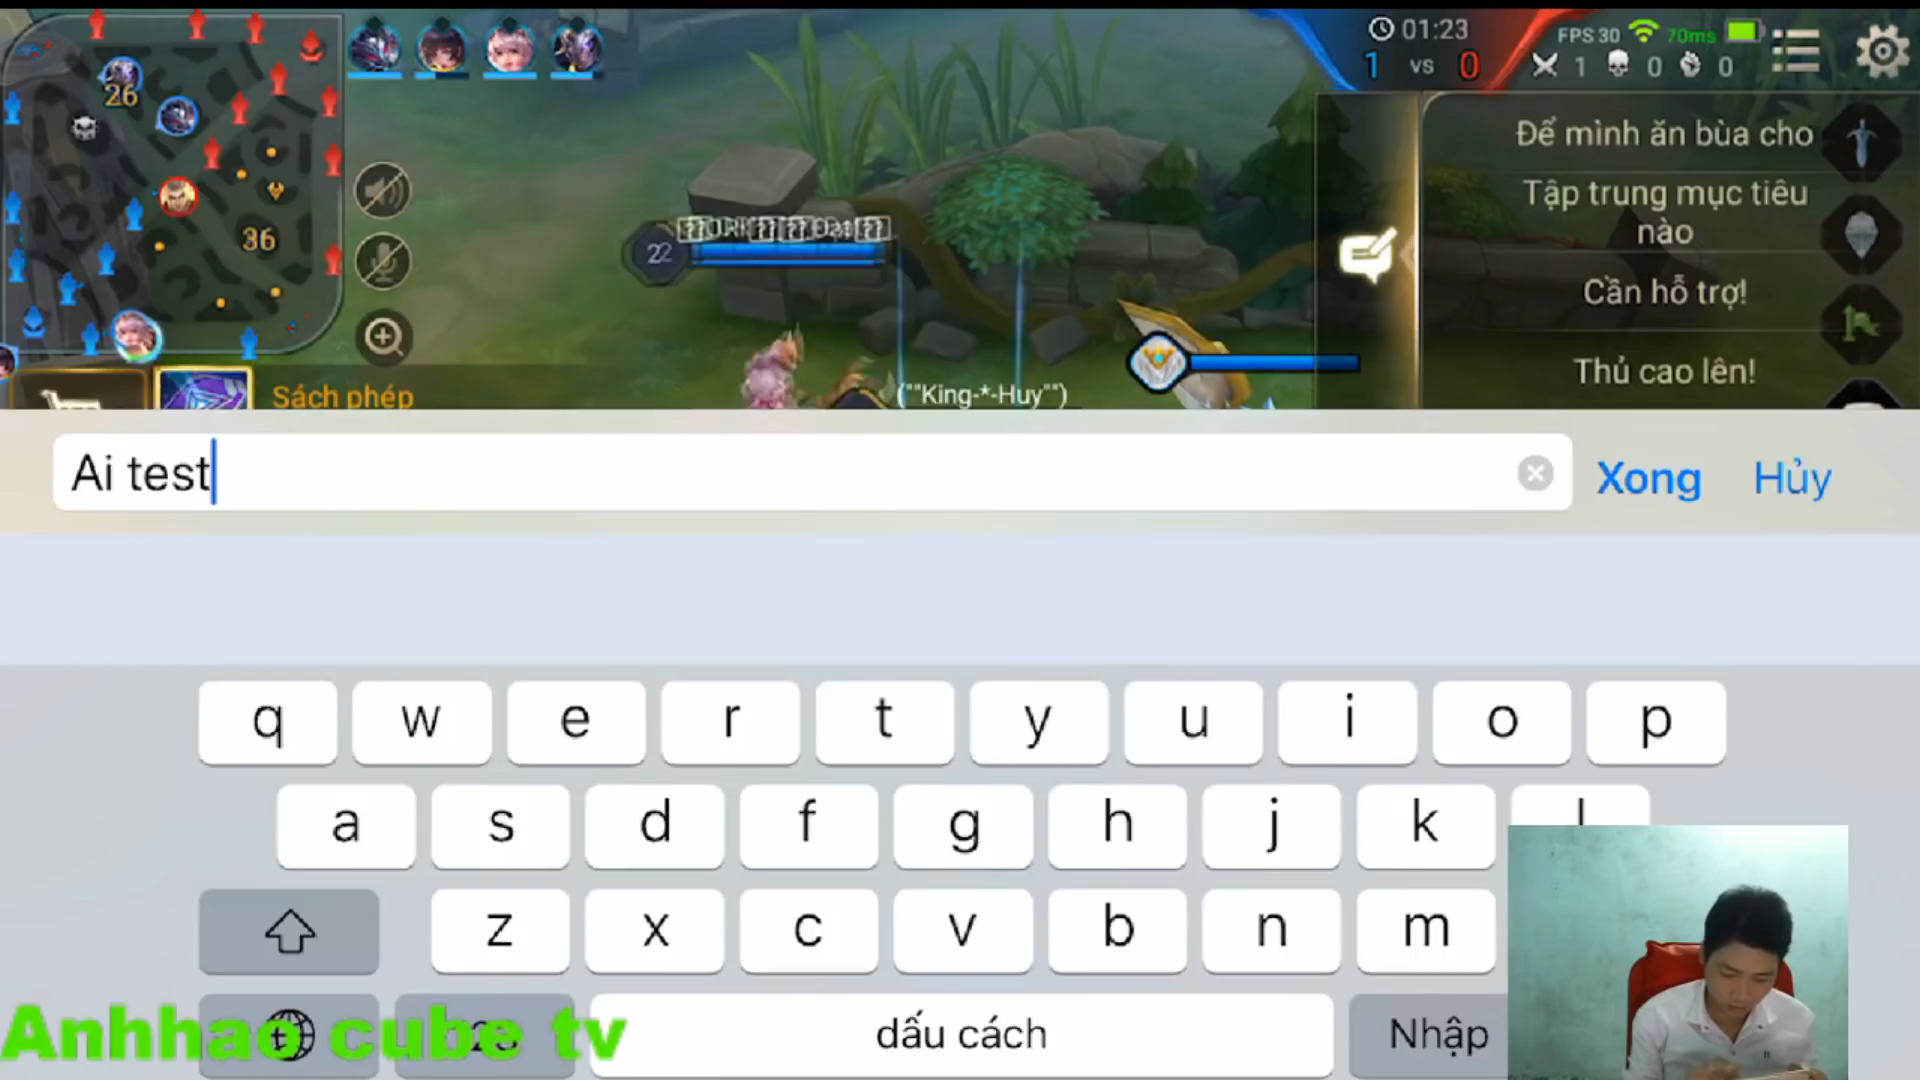 26
36
01:23
1 vs 0
FPS 30
70ms
1
0
0
22
Để mình ăn bùa cho
Tập trung mục tiêu
nào
Cần hỗ trợ!
Thủ cao lên!
Sách phép
(""King-*-Huy"")
Ai test
Xong
Hủy
q w e r t y u i o p
a s d f g h j k l
z x c v b n m
Anhhao cube tv
dấu cách
Nhập